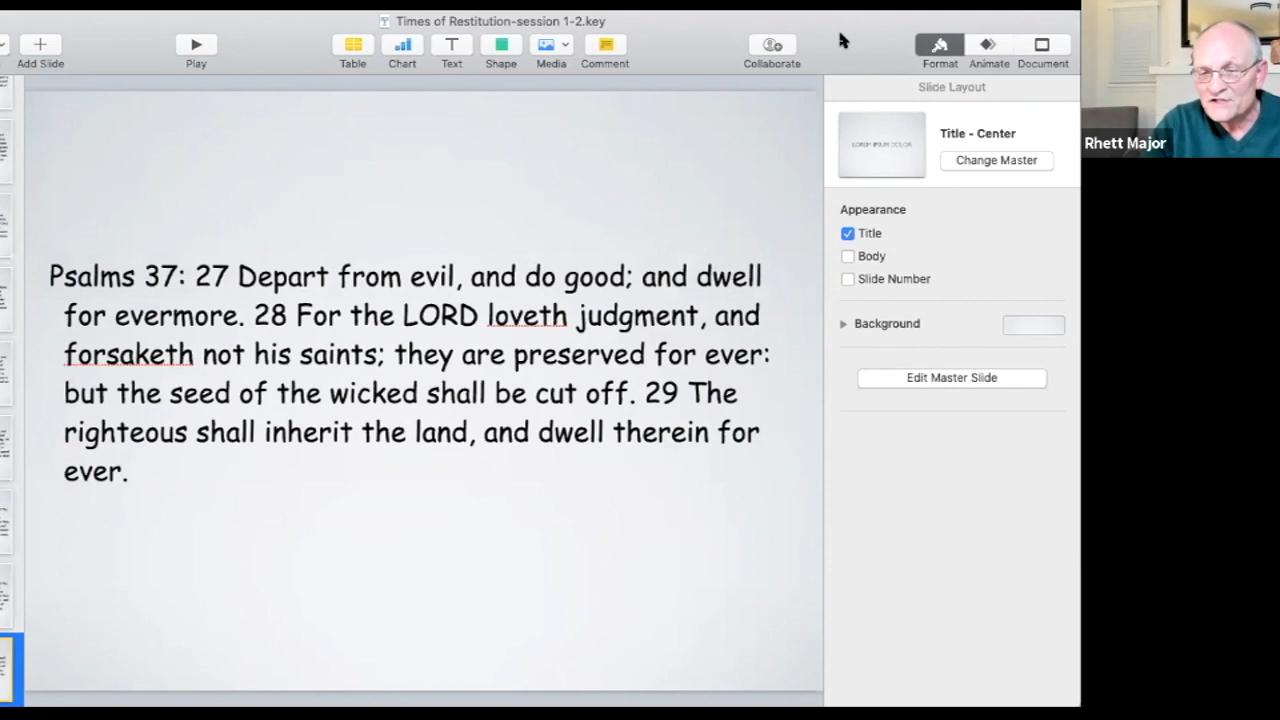 Times of Restitution-session 1-2.key
Add Slide
Play
Table
Chart
Text
Shape
Media
Comment
Collaborate
Format
Animate
Document
Slide Layout
LOREM IPSUM DOLOR
Title - Center
Change Master
Appearance
Title
Body
Slide Number
Background
Edit Master Slide
Psalms 37: 27 Depart from evil, and do good; and dwell
for evermore. 28 For the LORD loveth judgment, and
forsaketh not his saints; they are preserved for ever:
but the seed of the wicked shall be cut off. 29 The
righteous shall inherit the land, and dwell therein for
ever.
Rhett Major